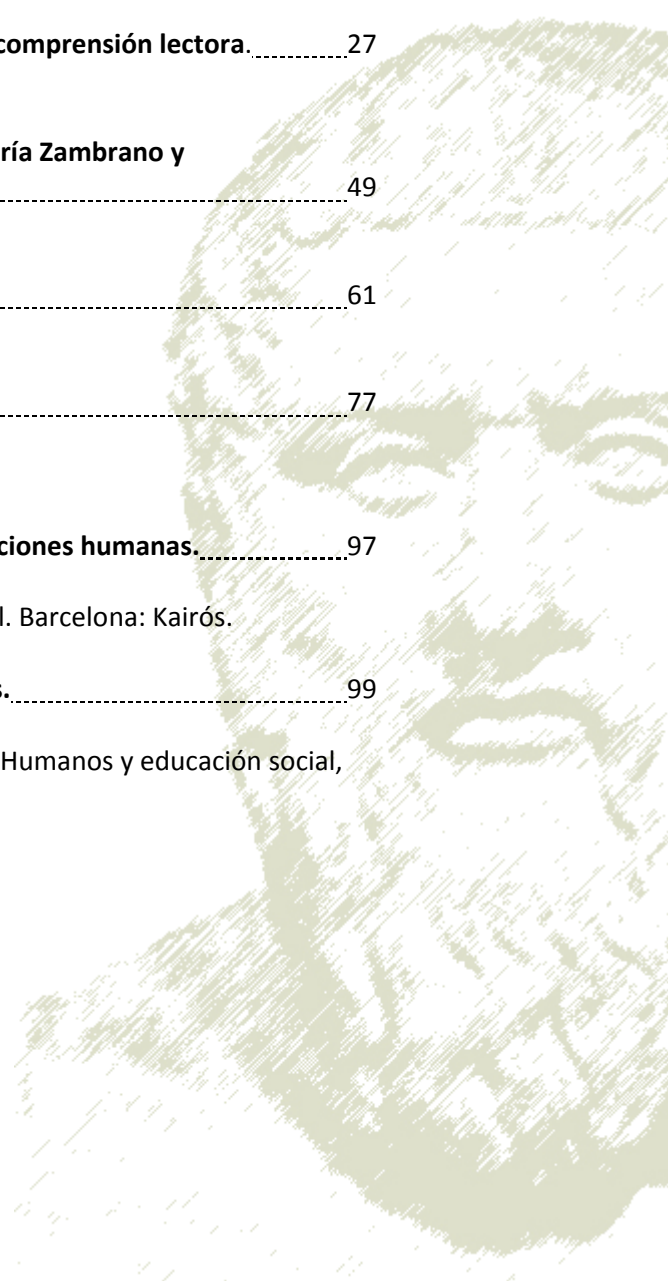 comprensión lectora. 27
ría Zambrano y
49
61
77
ciones humanas. 97
l. Barcelona: Kairós.
s. 99
Humanos y educación social,